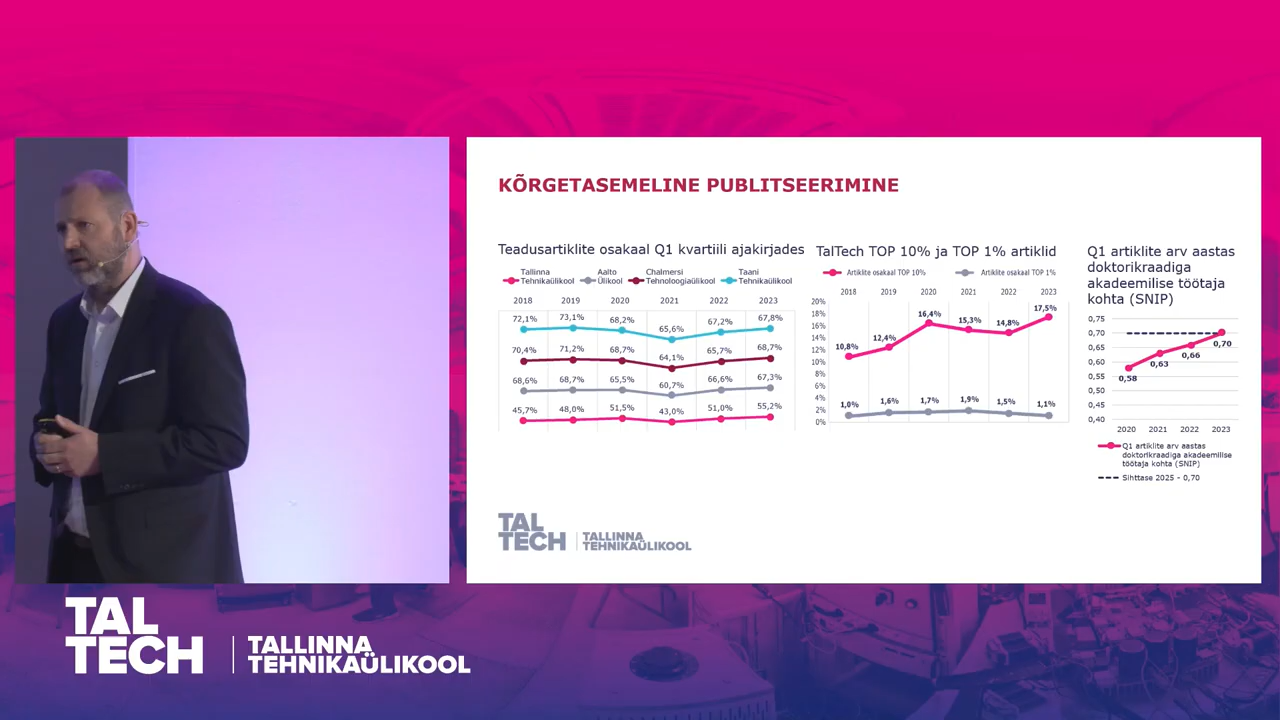 KÕRGETASEMELINE PUBLITSEERIMINE
Teadusartiklite osakaal Q1 kvartiili ajakirjades
Tallinna
Tehnikaülikool
Aalto
Ülikool
Chalmersi
Tehnoloogiaülikool
Taani
Tehnikaülikool
2018 2019 2020 2021 2022 2023
72,1% 73,1% 68,2% 65,6% 67,2% 67,8%
70,4% 71,2% 68,7% 64,1% 65,7% 68,7%
68,6% 68,7% 65,5% 60,7% 66,6% 67,3%
45,7% 48,0% 51,5% 43,0% 51,0% 55,2%
TalTech TOP 10% ja TOP 1% artiklid
Artiklite osakaal TOP 10% Artiklite osakaal TOP 1%
2018 2019 2020 2021 2022 2023
20%
18%
16%
14%
12%
10%
8%
6%
4%
2%
0%
10,8% 12,4% 16,4% 15,3% 14,8% 17,5%
1,0% 1,6% 1,7% 1,9% 1,5% 1,1%
Q1 artiklite arv aastas
doktorikraadiga
akadeemilise töötaja
kohta (SNIP)
0,75
0,70
0,65
0,60
0,55
0,50
0,45
0,40
0,58 0,63 0,66 0,70
2020 2021 2022 2023
Q1 artiklite arv aastas
doktorikraadiga akadeemilise
töötaja kohta (SNIP)
Sihttase 2025 - 0,70
TAL
TECH
TALLINNA
TEHNIKAÜLIKOOL
TAL
TECH
TALLINNA
TEHNIKAÜLIKOOL